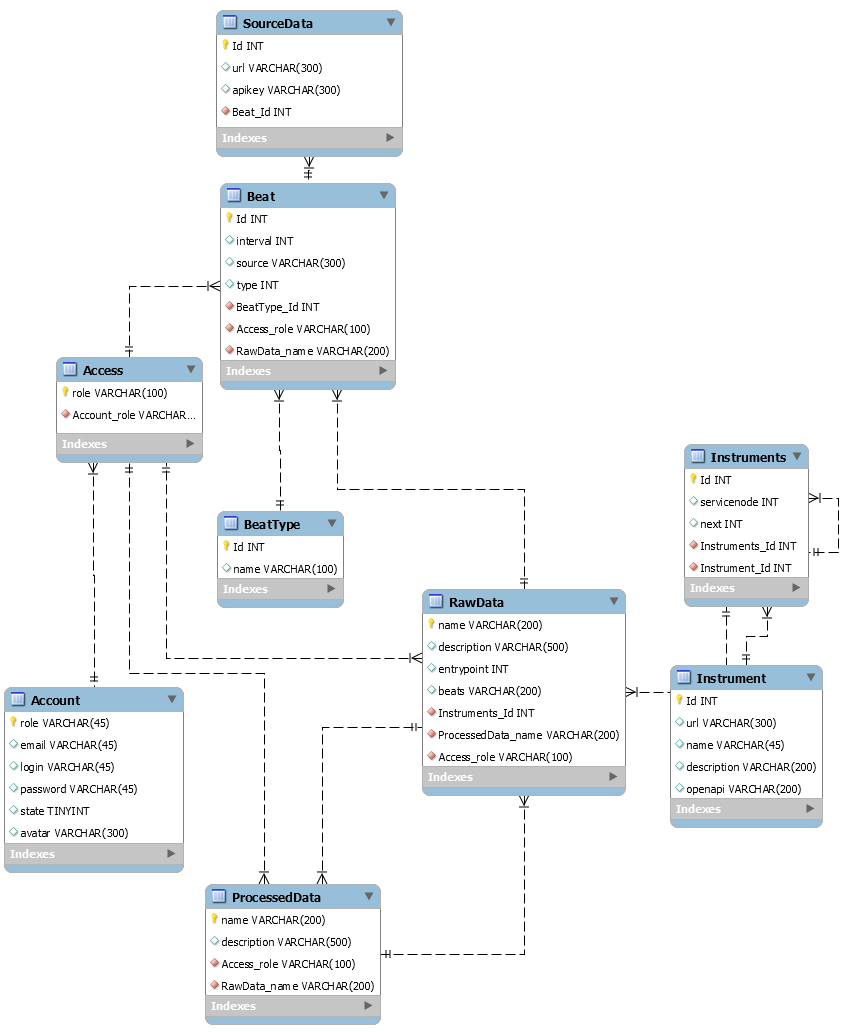 SourceData
Id INT
url VARCHAR(300)
apikey VARCHAR(300)
Beat_Id INT
Indexes
Beat
Id INT
interval INT
source VARCHAR(300)
type INT
BeatType_Id INT
Access_role VARCHAR(100)
RawData_name VARCHAR(200)
Indexes
Access
role VARCHAR(100)
Account_role VARCHAR...
Indexes
BeatType
Id INT
name VARCHAR(100)
Indexes
Instruments
Id INT
servicenode INT
next INT
Instruments_Id INT
Instrument_Id INT
Indexes
RawData
name VARCHAR(200)
description VARCHAR(500)
entrypoint INT
beats VARCHAR(200)
Instruments_Id INT
ProcessedData_name VARCHAR(200)
Access_role VARCHAR(100)
Indexes
Instrument
Id INT
url VARCHAR(300)
name VARCHAR(45)
description VARCHAR(200)
openapi VARCHAR(200)
Indexes
Account
role VARCHAR(45)
email VARCHAR(45)
login VARCHAR(45)
password VARCHAR(45)
state TINYINT
avatar VARCHAR(300)
Indexes
ProcessedData
name VARCHAR(200)
description VARCHAR(500)
Access_role VARCHAR(100)
RawData_name VARCHAR(200)
Indexes